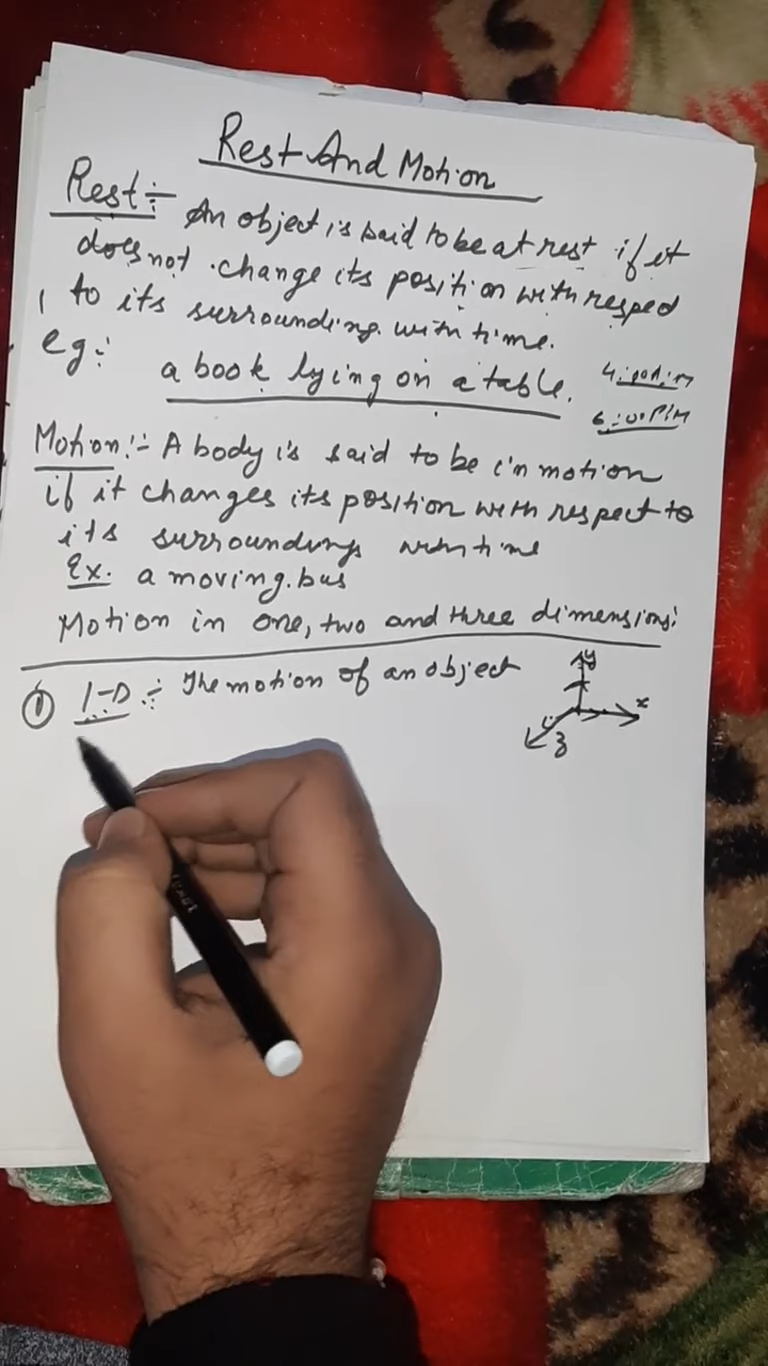 Rest And Motion
Rest :- An object is said to be at rest if it
does not change its position with resped
to its surrounding with time.
eg :-
a book lying on a table.
Motion :- A body is said to be in motion
if it changes its position with respect to
its surroundings with time
Ex. a moving bus
Motion in one, two and three dimensions:
① 1-D :- The motion of an object
y
x
z